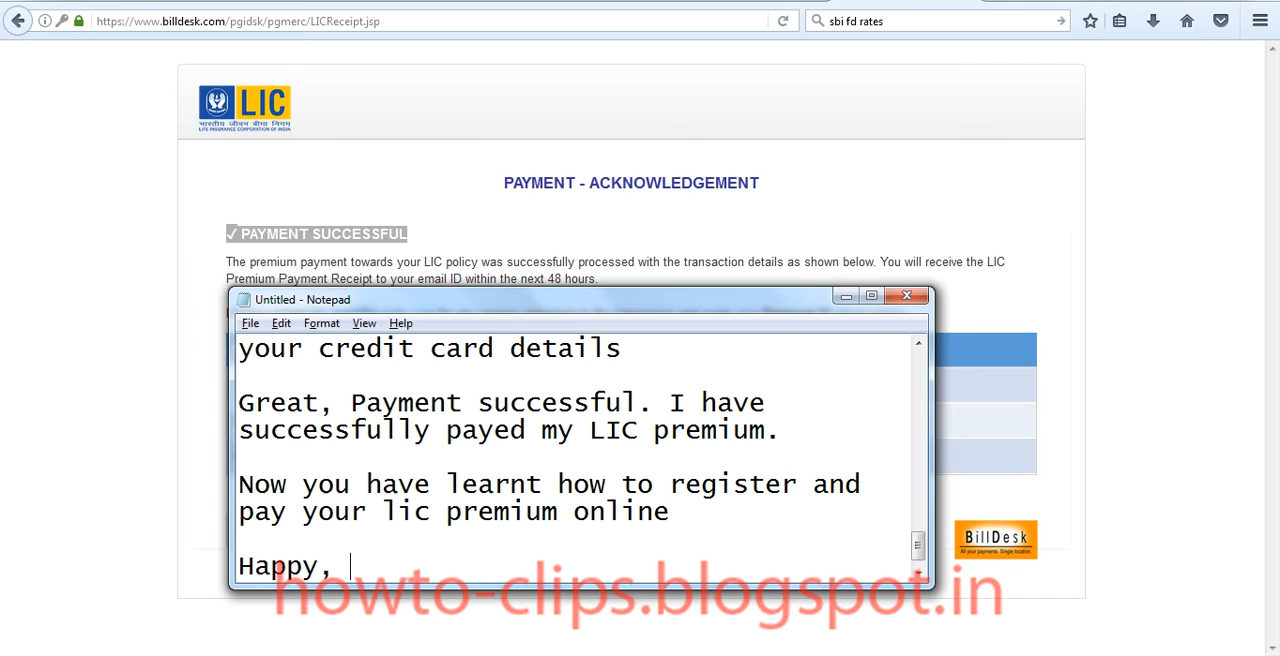 https://www.billdesk.com/pgidsk/pgmerc/LICReceipt.jsp
sbi fd rates
LIC
भारतीय जीवन बीमा निगम
LIFE INSURANCE CORPORATION OF INDIA
PAYMENT - ACKNOWLEDGEMENT
✓ PAYMENT SUCCESSFUL
The premium payment towards your LIC policy was successfully processed with the transaction details as shown below. You will receive the LIC
Premium Payment Receipt to your email ID within the next 48 hours.
Untitled - Notepad
File Edit Format View Help
your credit card details
Great, Payment successful. I have
successfully payed my LIC premium.
Now you have learnt how to register and
pay your lic premium online
Happy,
BillDesk
All your payments. Single location.
howto-clips.blogspot.in